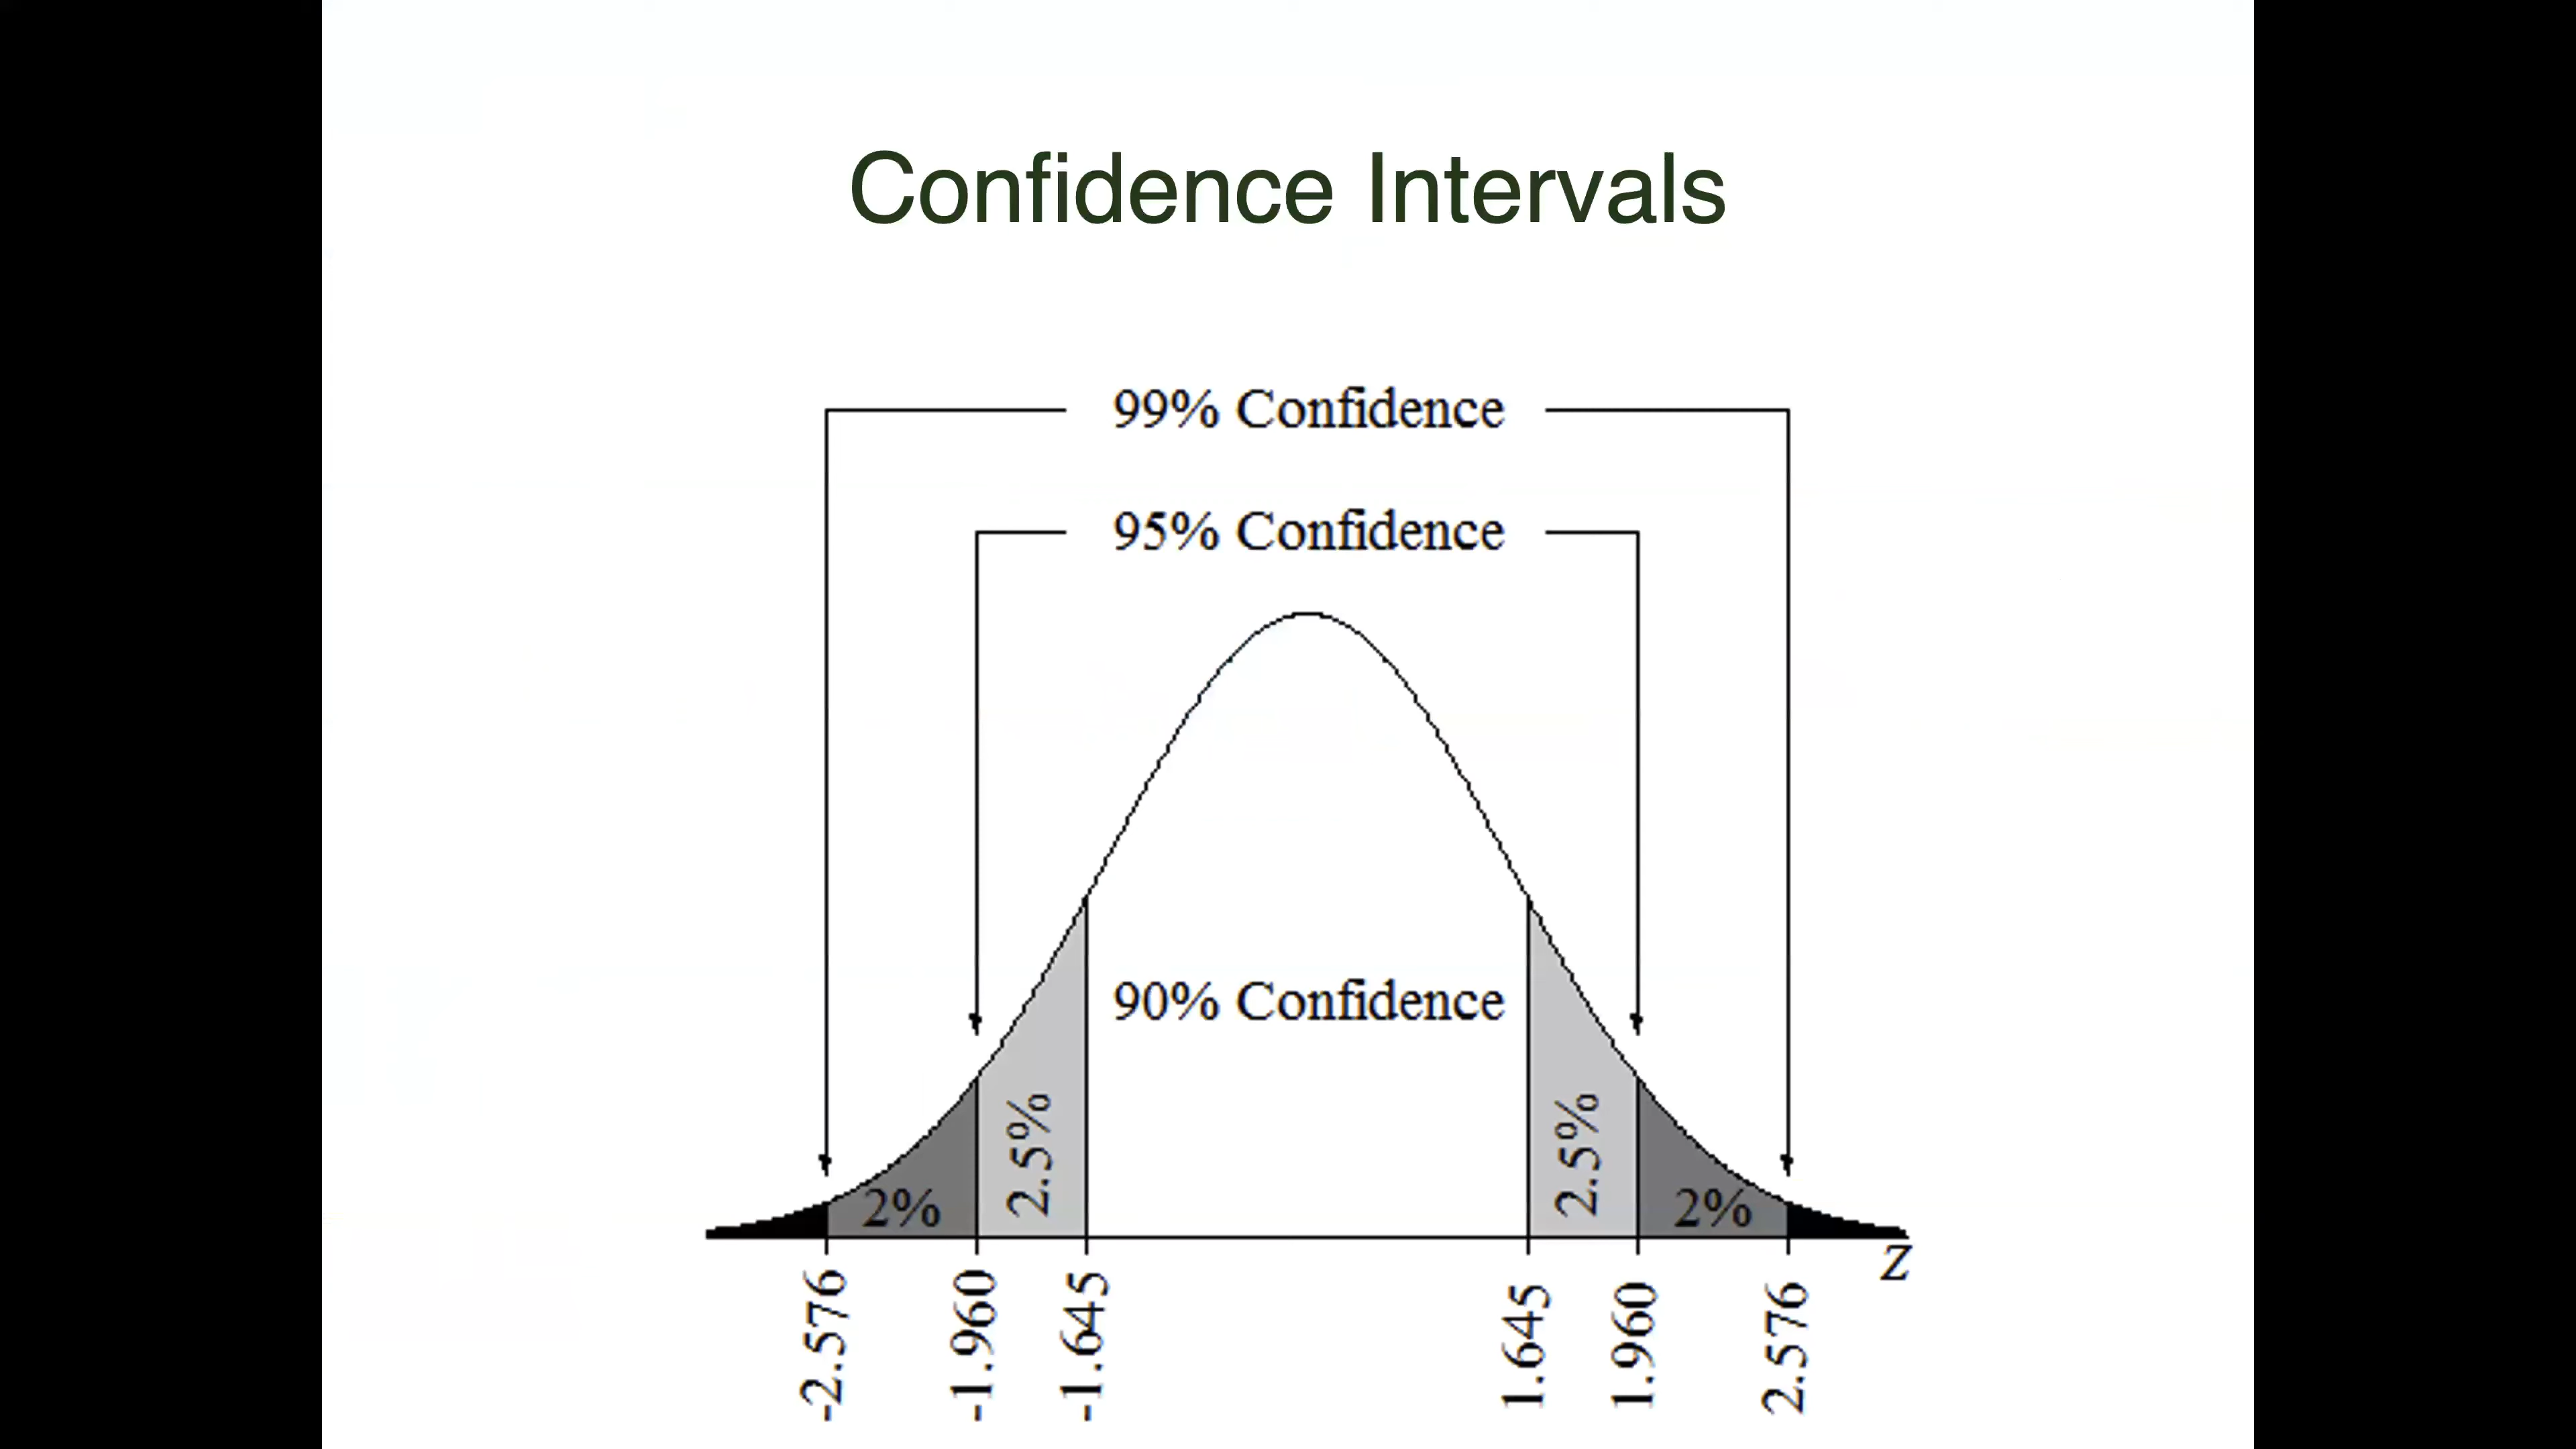 Confidence Intervals
99% Confidence
95% Confidence
90% Confidence
2%
2.5%
2.5%
2%
Z
-2.576
-1.960
-1.645
1.645
1.960
2.576